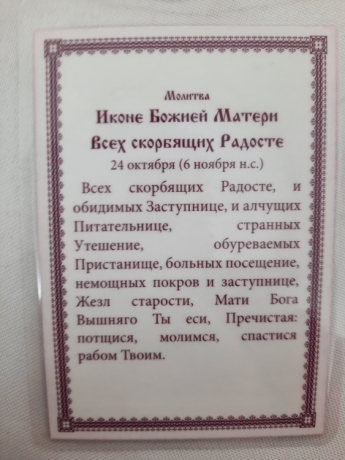 Молитва
Иконе Божией Матери
Всех скорбящих Радосте
24 октября (6 ноября н.с.)
Всех скорбящих Радосте, и
обидимых Заступнице, и алчущих
Питательнице, странных
Утешение, обуреваемых
Пристанище, больных посещение,
немощных покров и заступнице,
Жезл старости, Мати Бога
Вышняго Ты еси, Пречистая:
потщися, молимся, спастися
рабом Твоим.